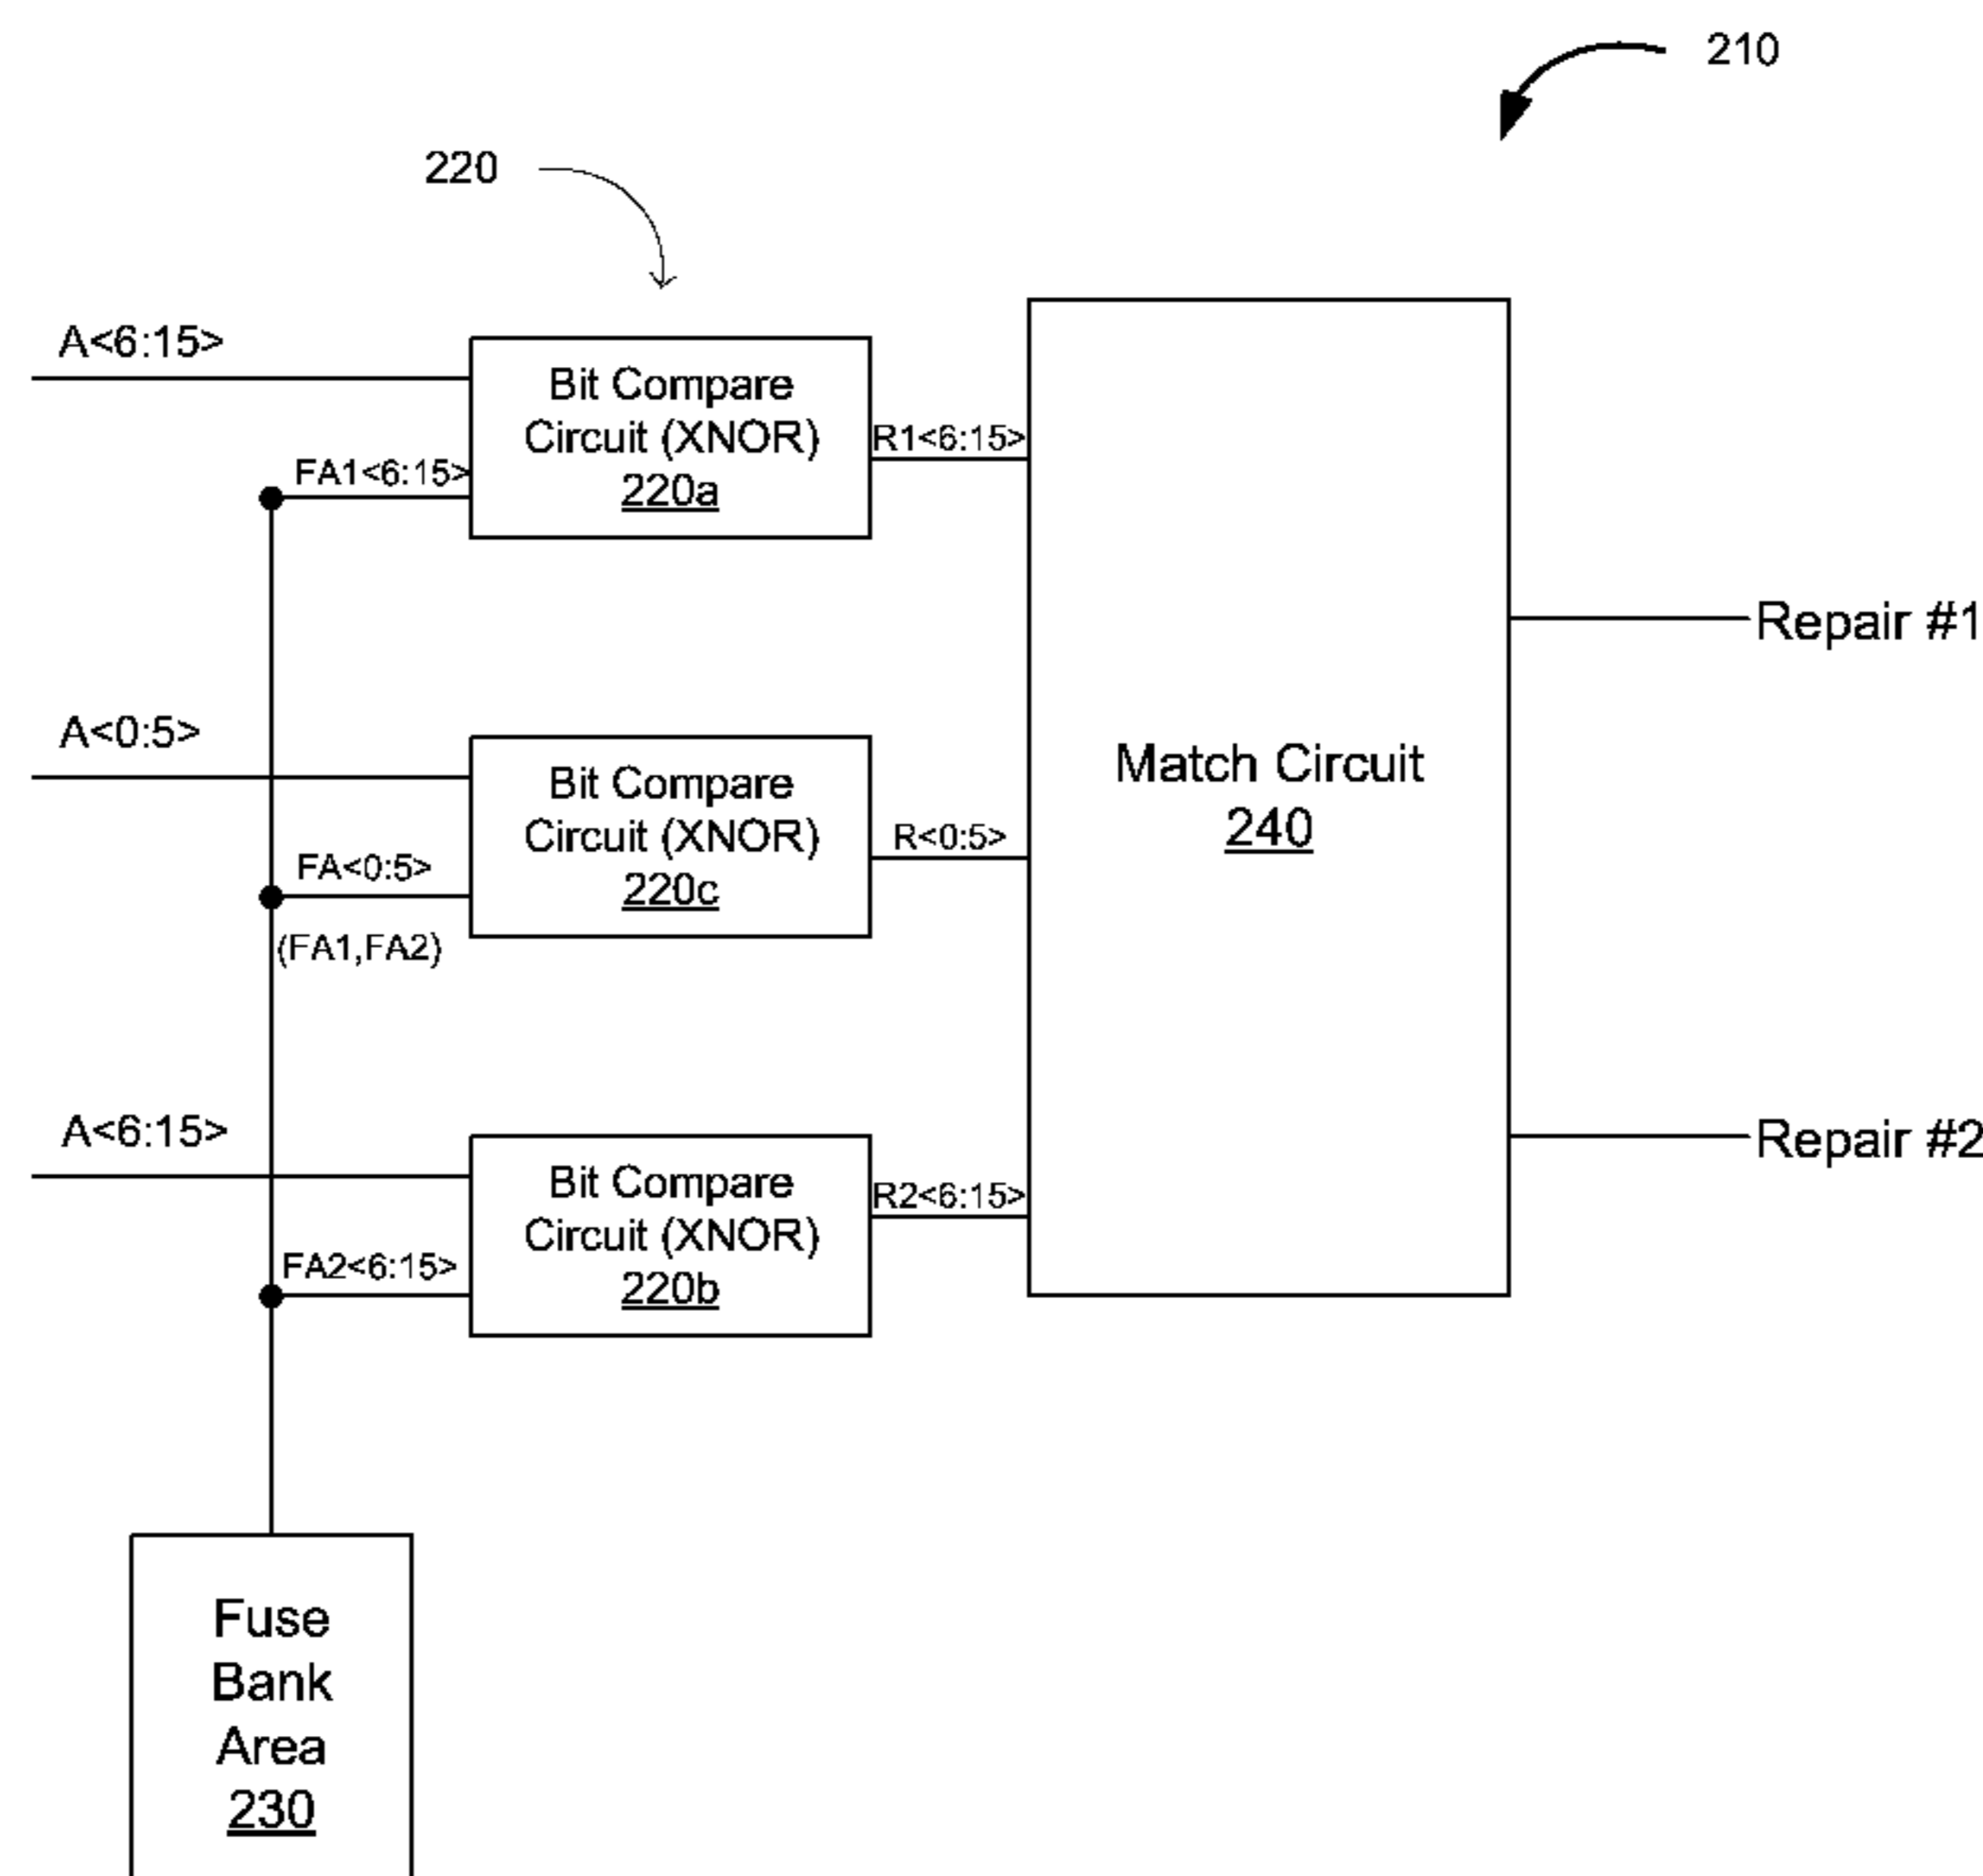 210
220
A<6:15>
Bit Compare
Circuit (XNOR)
220a
FA1<6:15>
R1<6:15>
Repair #1
A<0:5>
Bit Compare
Circuit (XNOR)
220c
FA<0:5>
(FA1,FA2)
R<0:5>
Match Circuit
240
A<6:15>
Bit Compare
Circuit (XNOR)
220b
FA2<6:15>
R2<6:15>
Repair #2
Fuse
Bank
Area
230